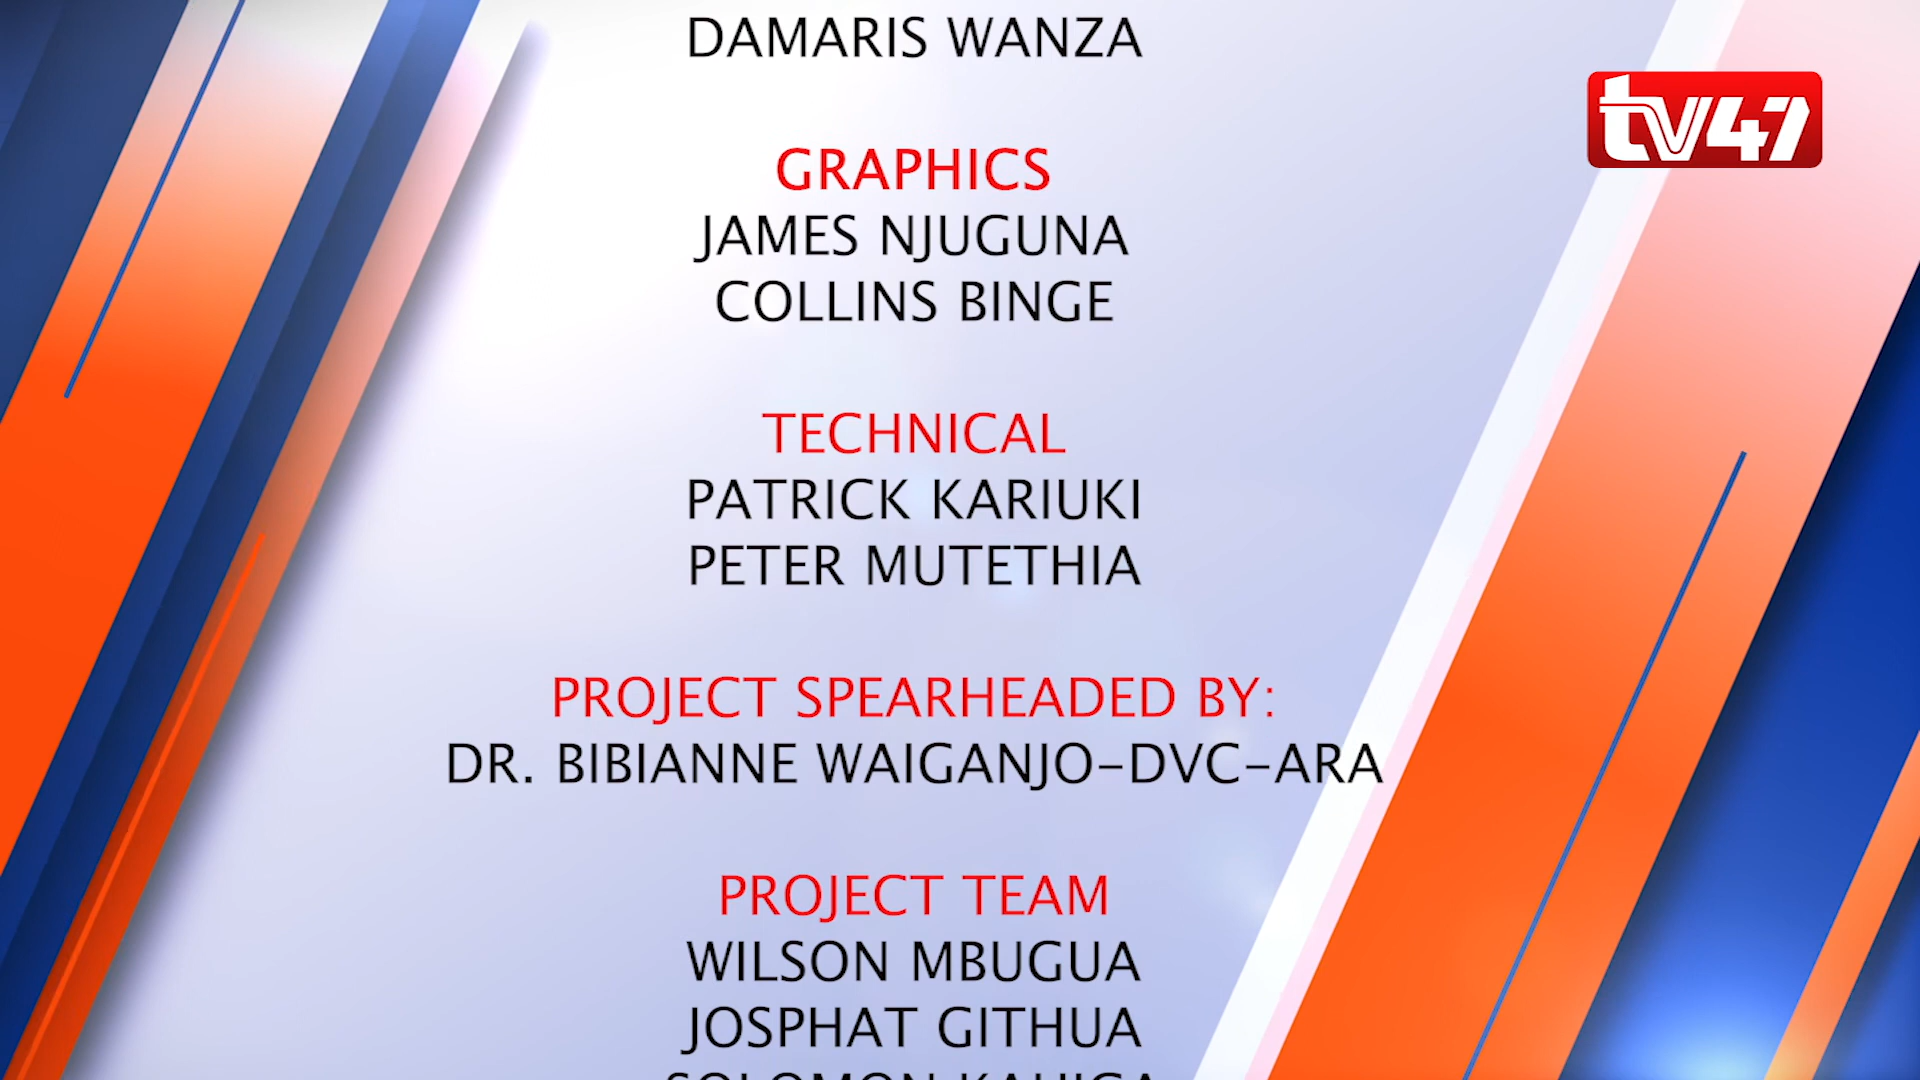 DAMARIS WANZA
tv47
GRAPHICS
JAMES NJUGUNA
COLLINS BINGE
TECHNICAL
PATRICK KARIUKI
PETER MUTETHIA
PROJECT SPEARHEADED BY:
DR. BIBIANNE WAIGANJO-DVC-ARA
PROJECT TEAM
WILSON MBUGUA
JOSPHAT GITHUA